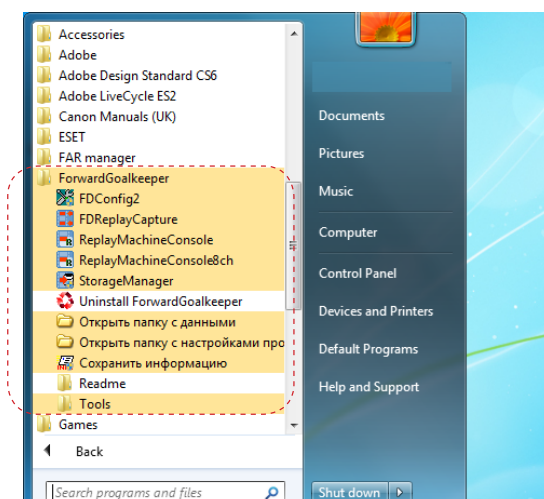 Accessories
Adobe
Adobe Design Standard CS6
Adobe LiveCycle ES2
Canon Manuals (UK)
ESET
FAR manager
ForwardGoalkeeper
FDConfig2
FDReplayCapture
ReplayMachineConsole
ReplayMachineConsole8ch
StorageManager
Uninstall ForwardGoalkeeper
Открыть папку с данными
Открыть папку с настройками про
Сохранить информацию
Readme
Tools
Games
Back
Search programs and files
Documents
Pictures
Music
Computer
Control Panel
Devices and Printers
Default Programs
Help and Support
Shut down